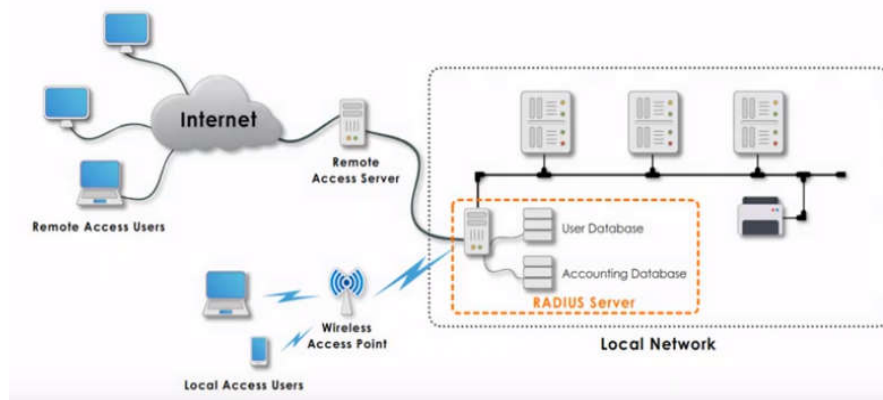 Internet
Remote
Access Server
Remote Access Users
User Database
Accounting Database
RADIUS Server
Wireless
Access Point
Local Network
Local Access Users